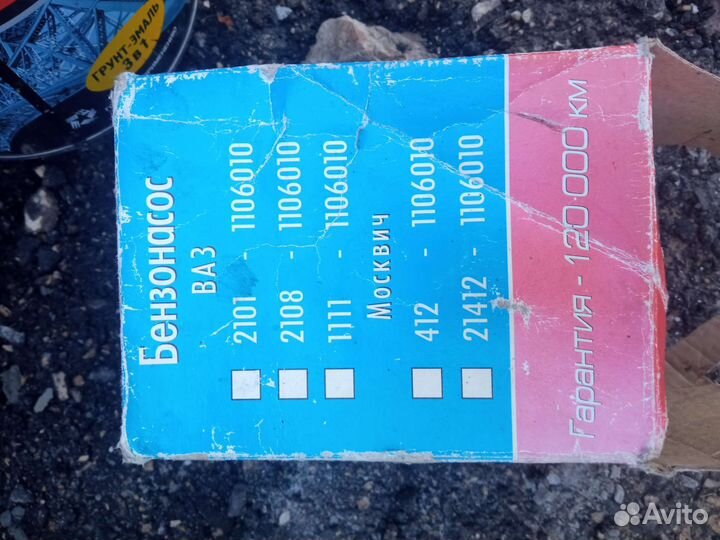 Бензонасос
ВАЗ
2101 - 1106010
2108 - 1106010
1111 - 1106010
Москвич
412 - 1106010
21412 - 1106010
Гарантия - 120 000 км
ГРУНТ-ЭМАЛЬ
3 в 1
Avito